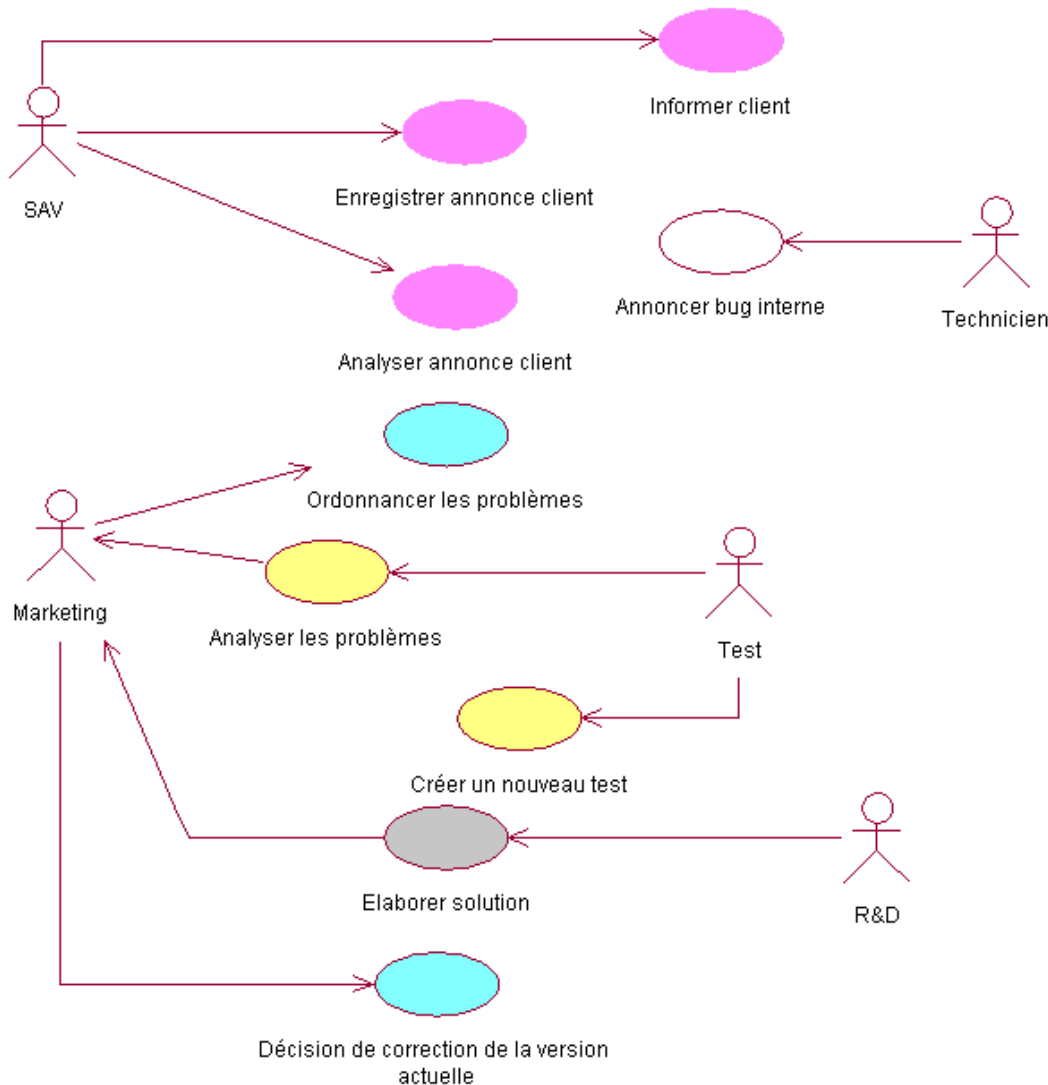 Informer client
SAV
Enregistrer annonce client
Annoncer bug interne
Technicien
Analyser annonce client
Ordonnancer les problèmes
Marketing
Analyser les problèmes
Test
Créer un nouveau test
Elaborer solution
R&D
Décision de correction de la version
actuelle